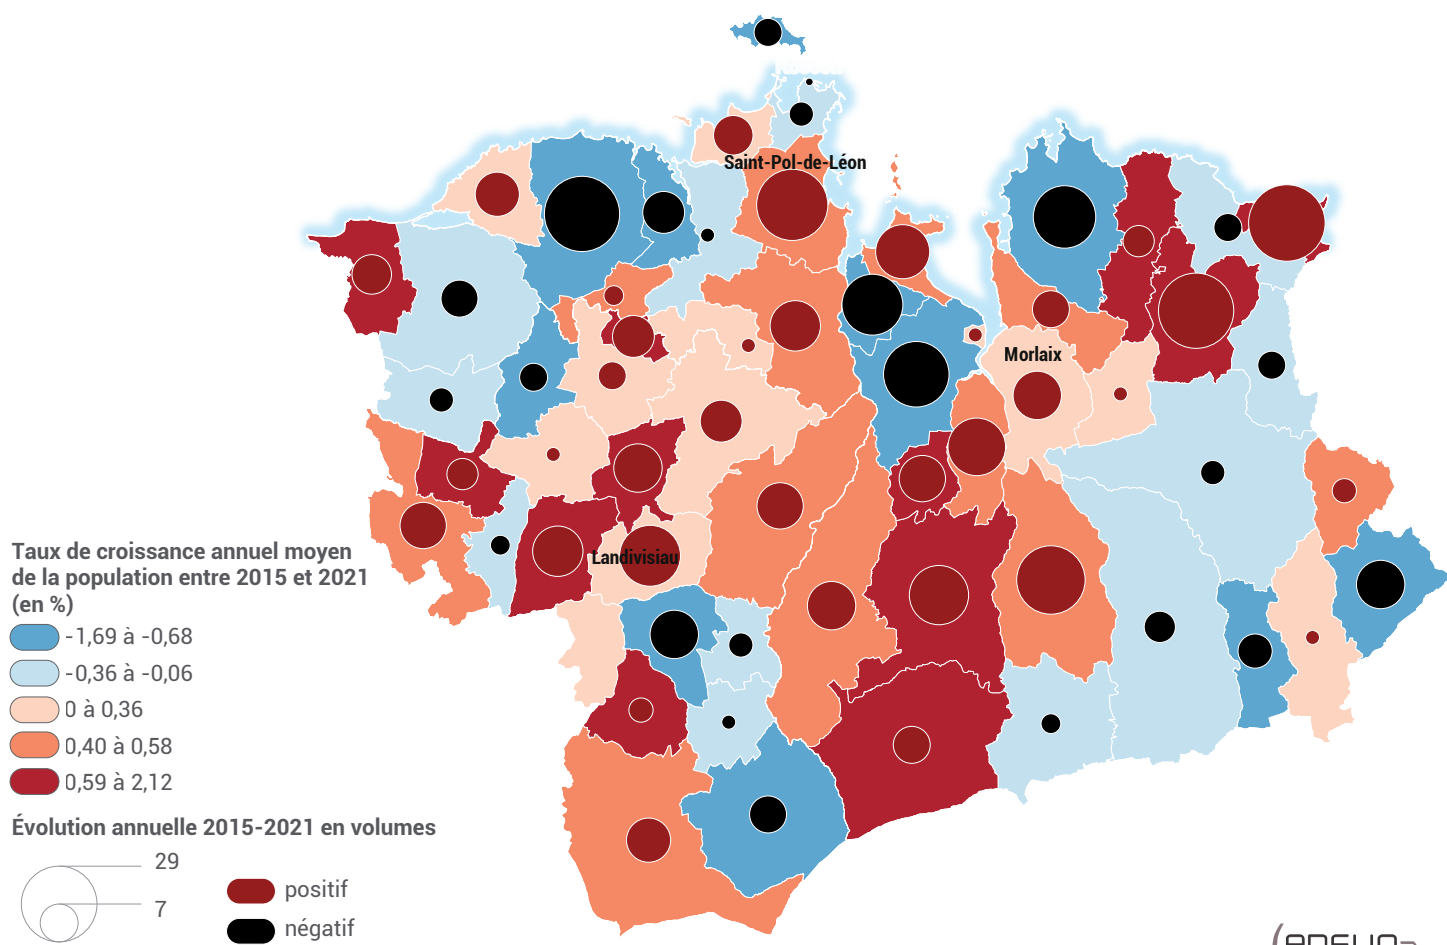 Saint-Pol-de-Léon
Morlaix
Landivisiau
Taux de croissance annuel moyen
de la population entre 2015 et 2021
(en %)
-1,69 à -0,68
-0,36 à -0,06
0 à 0,36
0,40 à 0,58
0,59 à 2,12
Évolution annuelle 2015-2021 en volumes
29
7
positif
négatif